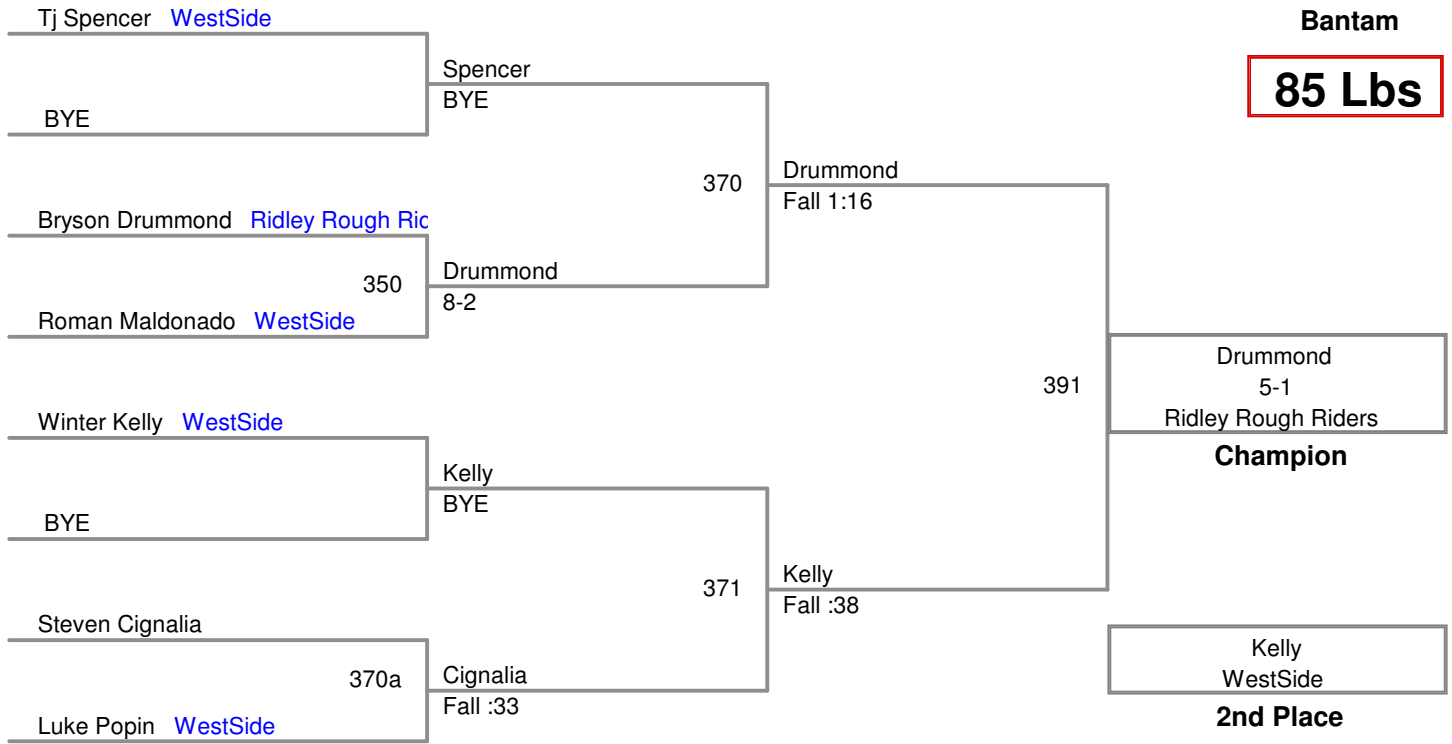 Tj Spencer WestSide
Bantam
85 Lbs
Spencer
BYE
BYE
370
Drummond
Fall 1:16
Bryson Drummond Ridley Rough Rid
350
Drummond
8-2
Roman Maldonado WestSide
391
Drummond
5-1
Ridley Rough Riders
Champion
Winter Kelly WestSide
Kelly
BYE
BYE
371
Kelly
Fall :38
Steven Cignalia
370a
Cignalia
Fall :33
Luke Popin WestSide
Kelly
WestSide
2nd Place